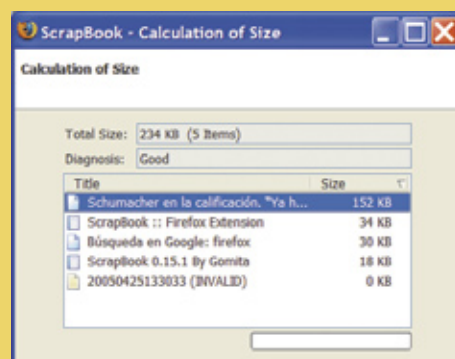 ScrapBook - Calculation of Size
Calculation of Size
Total Size: 234 KB (5 Items)
Diagnosis: Good
Title Size
Schumacher en la calificación. "Ya h... 152 KB
ScrapBook :: Firefox Extension 34 KB
Búsqueda en Google: firefox 30 KB
ScrapBook 0.15.1 By Gomita 18 KB
20050425133033 (INVALID) 0 KB